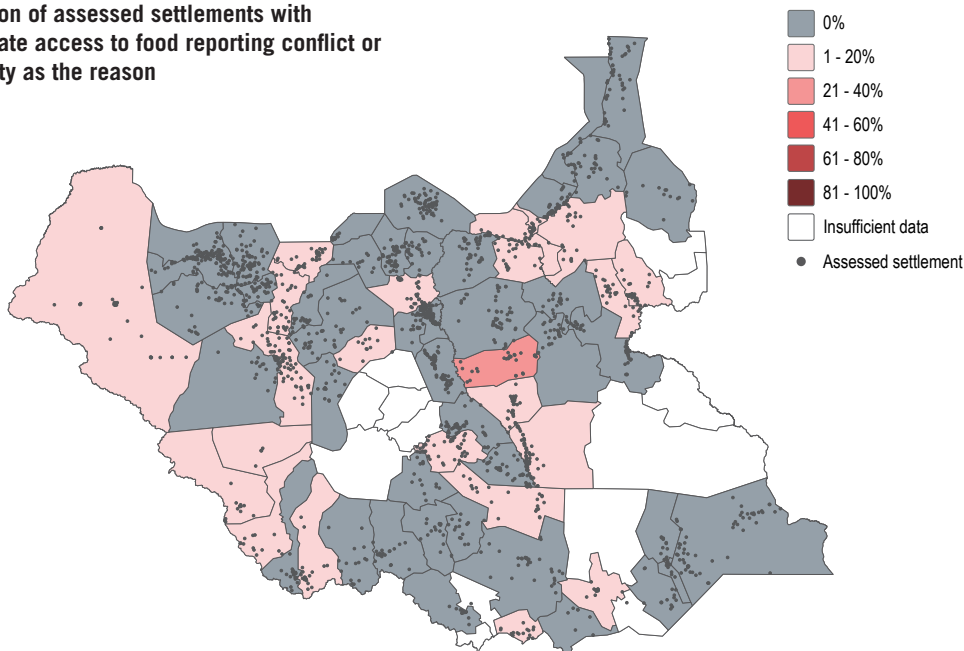 on of assessed settlements with
ate access to food reporting conflict or
ty as the reason
0%
1 - 20%
21 - 40%
41 - 60%
61 - 80%
81 - 100%
Insufficient data
Assessed settlement